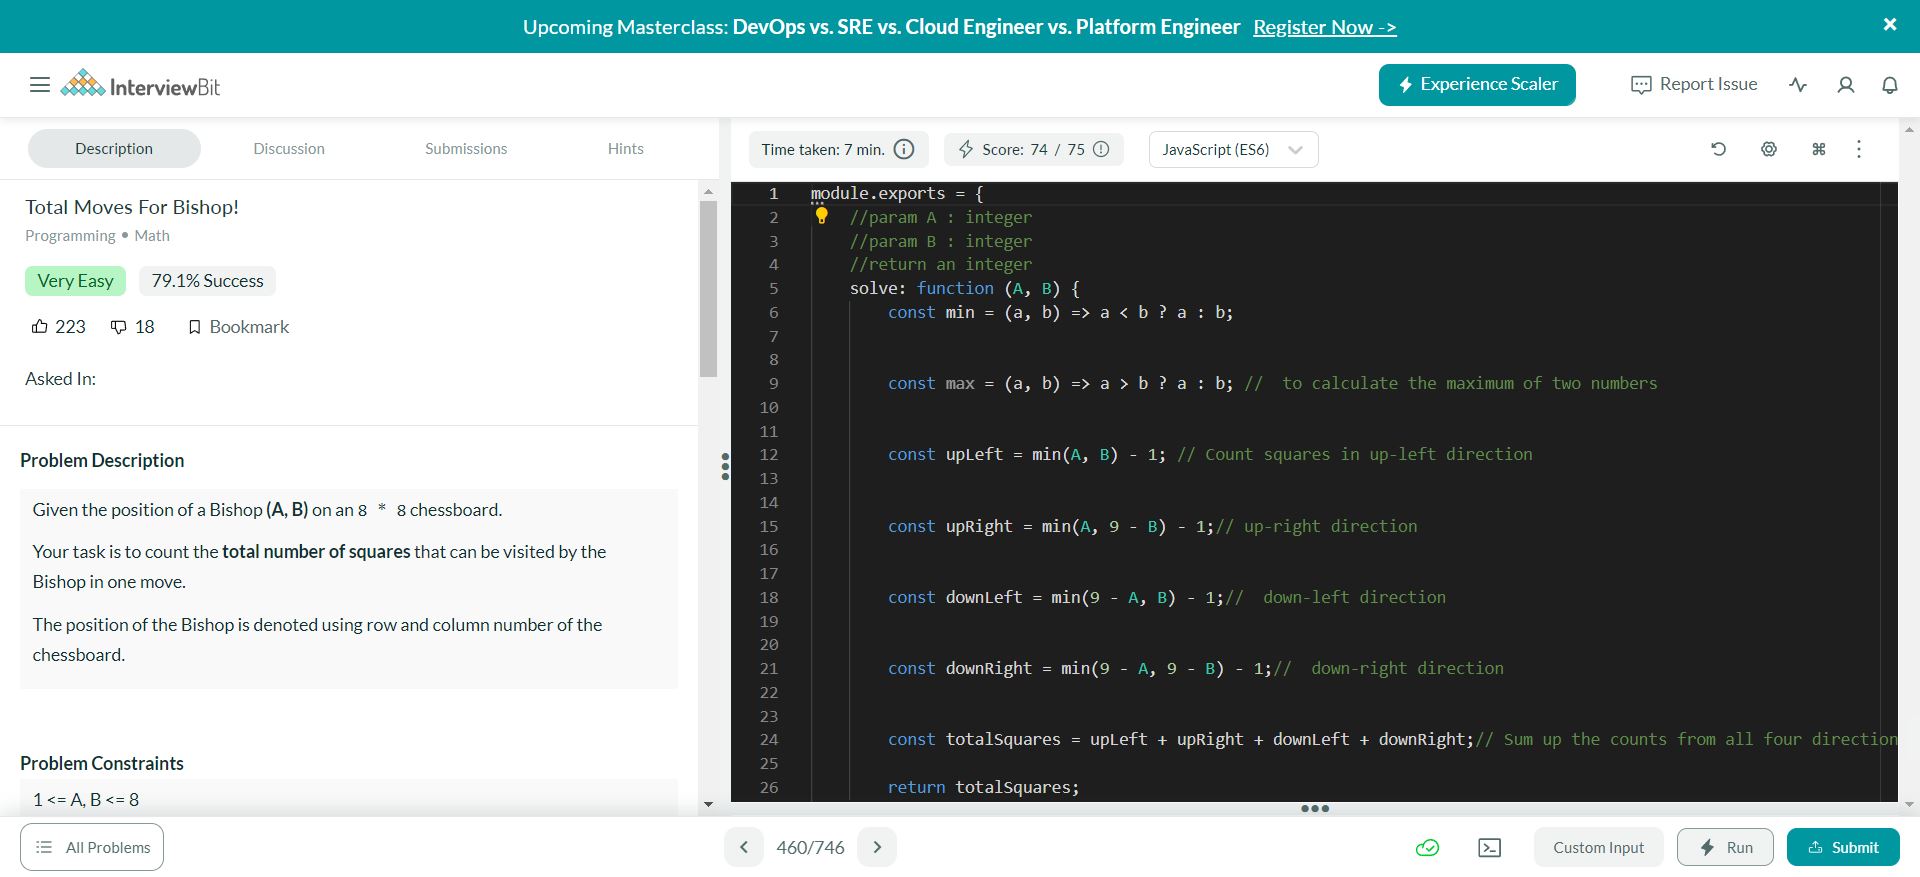 Upcoming Masterclass: DevOps vs. SRE vs. Cloud Engineer vs. Platform Engineer Register Now ->
InterviewBit
Experience Scaler
Report Issue
Description
Discussion
Submissions
Hints
Time taken: 7 min.
Score: 74 / 75
JavaScript (ES6)
Total Moves For Bishop!
Programming • Math
Very Easy
79.1% Success
223
18
Bookmark
Asked In:
Problem Description
Given the position of a Bishop (A, B) on an 8 * 8 chessboard.
Your task is to count the total number of squares that can be visited by the
Bishop in one move.
The position of the Bishop is denoted using row and column number of the
chessboard.
Problem Constraints
1 <= A, B <= 8
1 module.exports = {
2 //param A : integer
3 //param B : integer
4 //return an integer
5 solve: function (A, B) {
6 const min = (a, b) => a < b ? a : b;
7
8
9 const max = (a, b) => a > b ? a : b; //  to calculate the maximum of two numbers
10
11
12 const upLeft = min(A, B) - 1; // Count squares in up-left direction
13
14
15 const upRight = min(A, 9 - B) - 1;// up-right direction
16
17
18 const downLeft = min(9 - A, B) - 1;//  down-left direction
19
20
21 const downRight = min(9 - A, 9 - B) - 1;//  down-right direction
22
23
24 const totalSquares = upLeft + upRight + downLeft + downRight;// Sum up the counts from all four direction
25
26 return totalSquares;
All Problems
460/746
Custom Input
Run
Submit